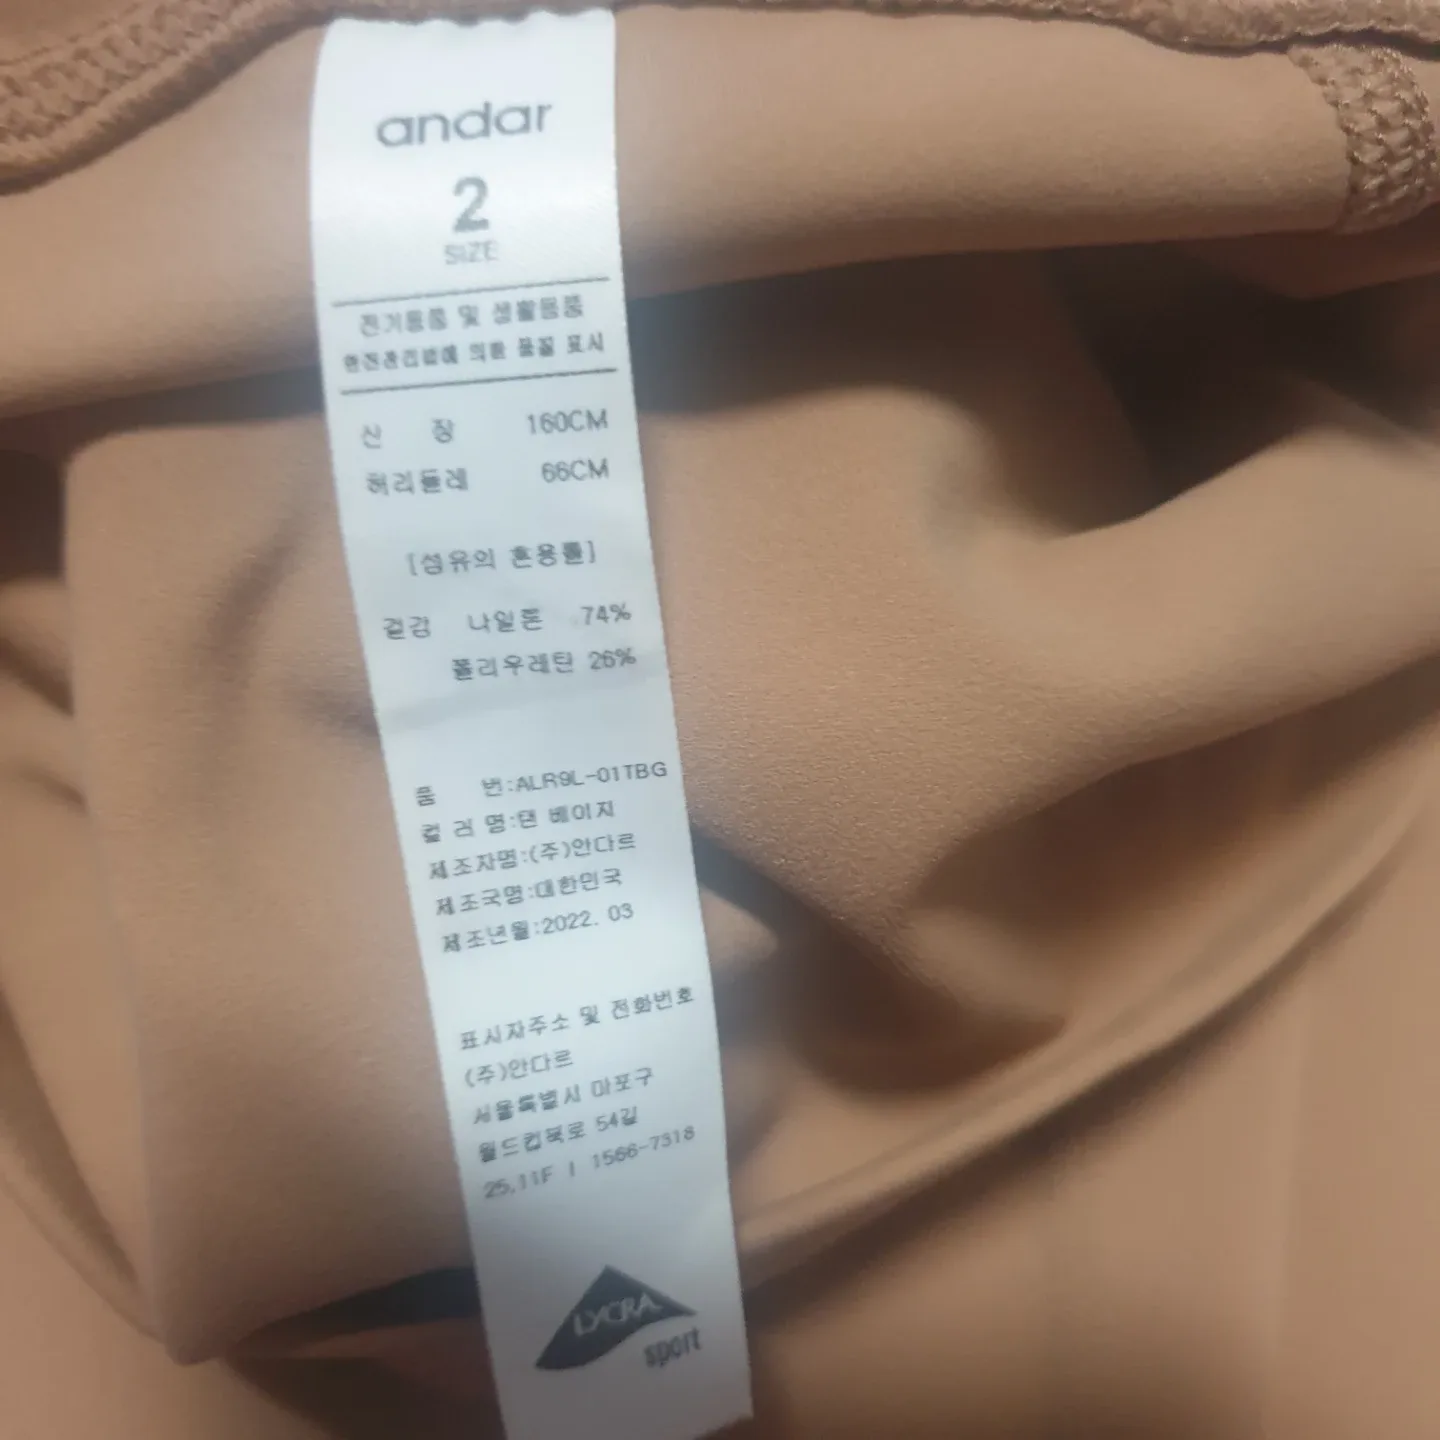 andar
2
SIZE
전기용품 및 생활용품
안전관리법에 의한 품질 표시
신 장 160CM
허리둘레 66CM
[섬유의 혼용률]
겉감 나일론 74%
폴리우레탄 26%
품 번:ALR9L-01TBG
컬 러 명:탠 베이지
제조자명:(주)안다르
제조국명:대한민국
제조년월:2022. 03
표시자주소 및 전화번호
(주)안다르
서울특별시 마포구
월드컵북로 54길
25,11F | 1566-7318
LYCRA
sport